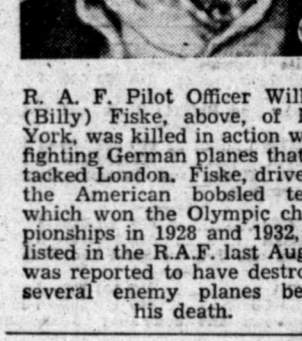 R. A. F. Pilot Officer Will
(Billy) Fiske, above, of
York, was killed in action w
fighting German planes that
tacked London. Fiske, drive
the American bobsled te
which won the Olympic ch
pionships in 1928 and 1932,
listed in the R.A.F. last Aug
was reported to have destro
several enemy planes be
his death.